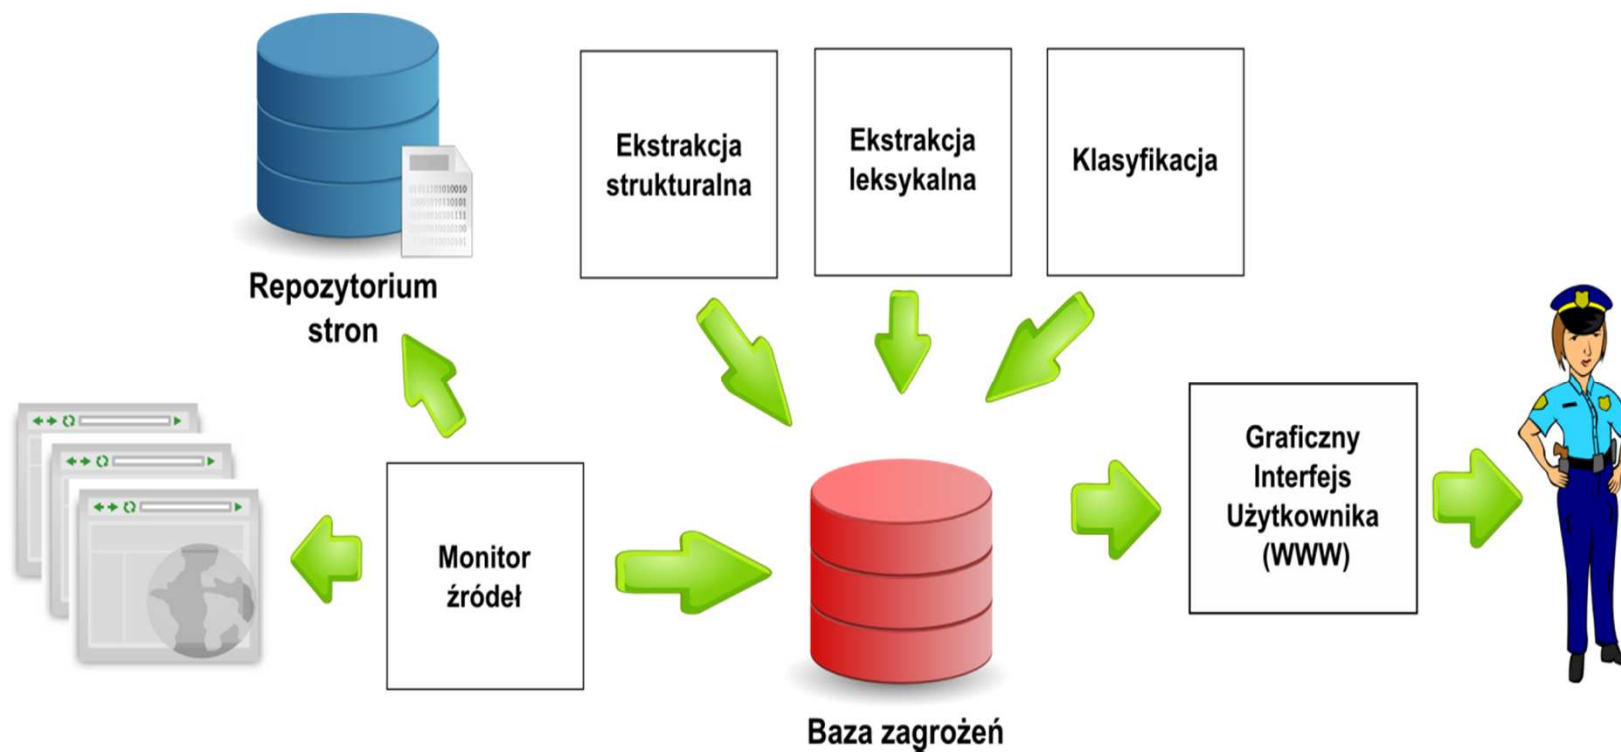 Ekstrakcja
strukturalna
Ekstrakcja
leksykalna
Klasyfikacja
Repozytorium
stron
Monitor
źródeł
Graficzny
Interfejs
Użytkownika
(WWW)
Baza zagrożeń